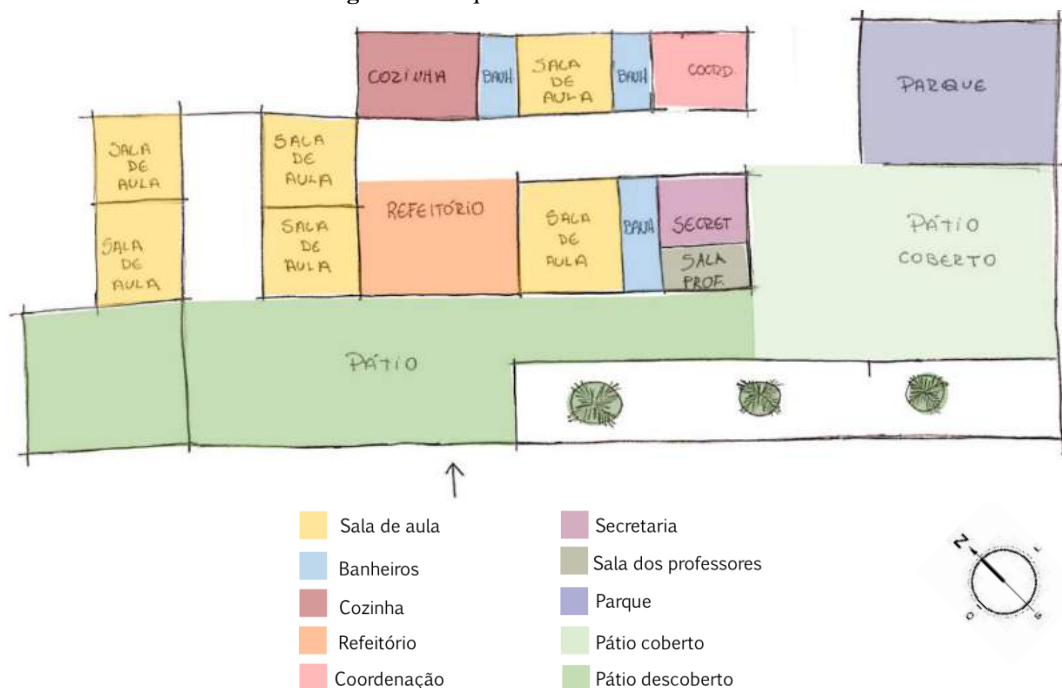 COZINHA
BANH
SALA
DE
AULA
BANH
COORD.
PARQUE
SALA
DE
AULA
SALA
DE
AULA
SALA
DE
AULA
SALA
DE
AULA
REFEITÓRIO
SALA
DE
AULA
BANH
SECRET
SALA
PROF.
PÁTIO
COBERTO
PÁTIO
Sala de aula
Banheiros
Cozinha
Refeitório
Coordenação
Secretaria
Sala dos professores
Parque
Pátio coberto
Pátio descoberto
N
L
O
S